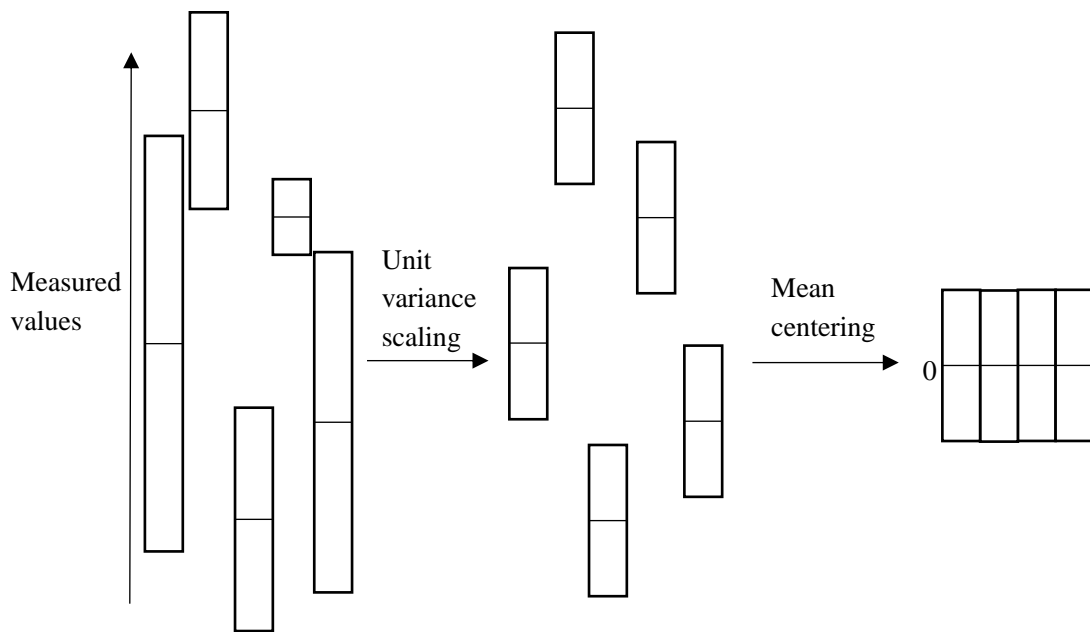 Measured
values
Unit
variance
scaling
Mean
centering
0